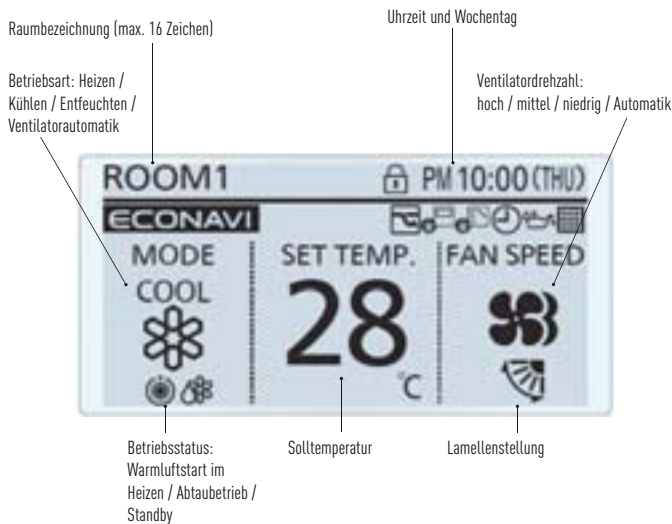 Raumbezeichnung (max. 16 Zeichen)
Uhrzeit und Wochentag
Betriebsart: Heizen /
Kühlen / Entfeuchten /
Ventilatorautomatik
Ventilatordrehzahl:
hoch / mittel / niedrig / Automatik
ROOM1 PM 10:00 (THU)
ECONAVI
MODE SET TEMP. FAN SPEED
COOL
28
°C
Betriebsstatus:
Warmluftstart im
Heizen / Abtaubetrieb /
Standby
Solltemperatur
Lamellenstellung